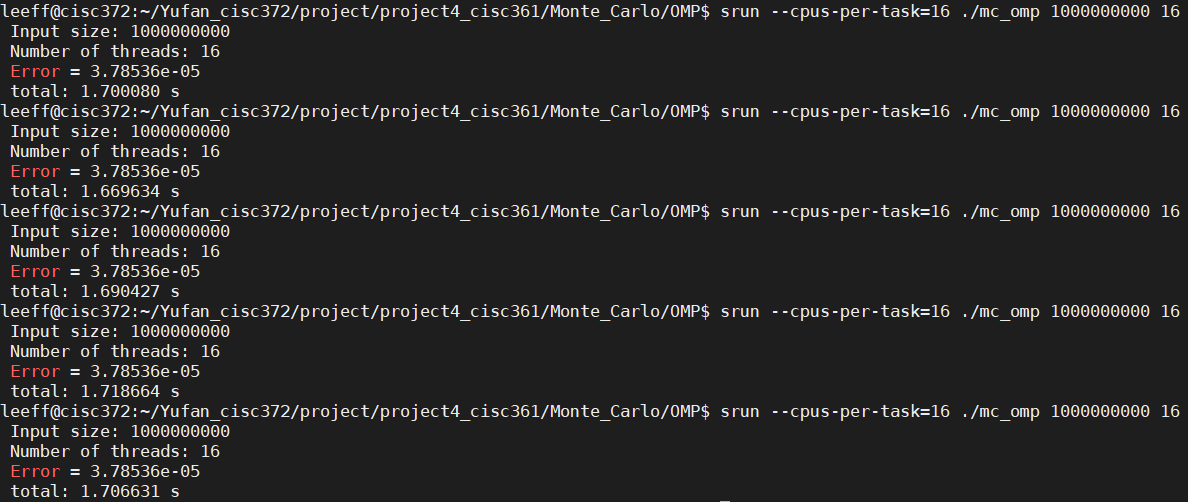 leeff@cisc372:~/Yufan_cisc372/project/project4_cisc361/Monte_Carlo/OMP$ srun --cpus-per-task=16 ./mc_omp 1000000000 16
Input size: 1000000000
Number of threads: 16
Error = 3.78536e-05
total: 1.700080 s
leeff@cisc372:~/Yufan_cisc372/project/project4_cisc361/Monte_Carlo/OMP$ srun --cpus-per-task=16 ./mc_omp 1000000000 16
Input size: 1000000000
Number of threads: 16
Error = 3.78536e-05
total: 1.669634 s
leeff@cisc372:~/Yufan_cisc372/project/project4_cisc361/Monte_Carlo/OMP$ srun --cpus-per-task=16 ./mc_omp 1000000000 16
Input size: 1000000000
Number of threads: 16
Error = 3.78536e-05
total: 1.690427 s
leeff@cisc372:~/Yufan_cisc372/project/project4_cisc361/Monte_Carlo/OMP$ srun --cpus-per-task=16 ./mc_omp 1000000000 16
Input size: 1000000000
Number of threads: 16
Error = 3.78536e-05
total: 1.718664 s
leeff@cisc372:~/Yufan_cisc372/project/project4_cisc361/Monte_Carlo/OMP$ srun --cpus-per-task=16 ./mc_omp 1000000000 16
Input size: 1000000000
Number of threads: 16
Error = 3.78536e-05
total: 1.706631 s